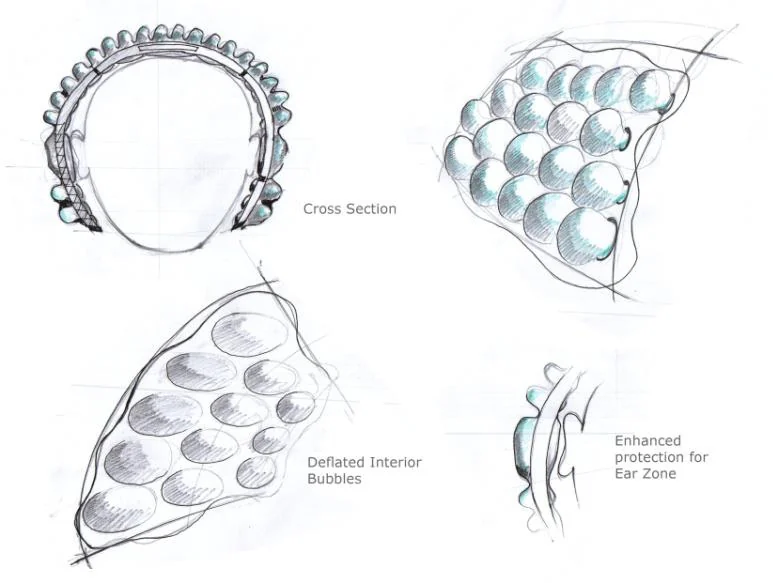 Cross Section
Deflated Interior
Bubbles
Enhanced
protection for
Ear Zone